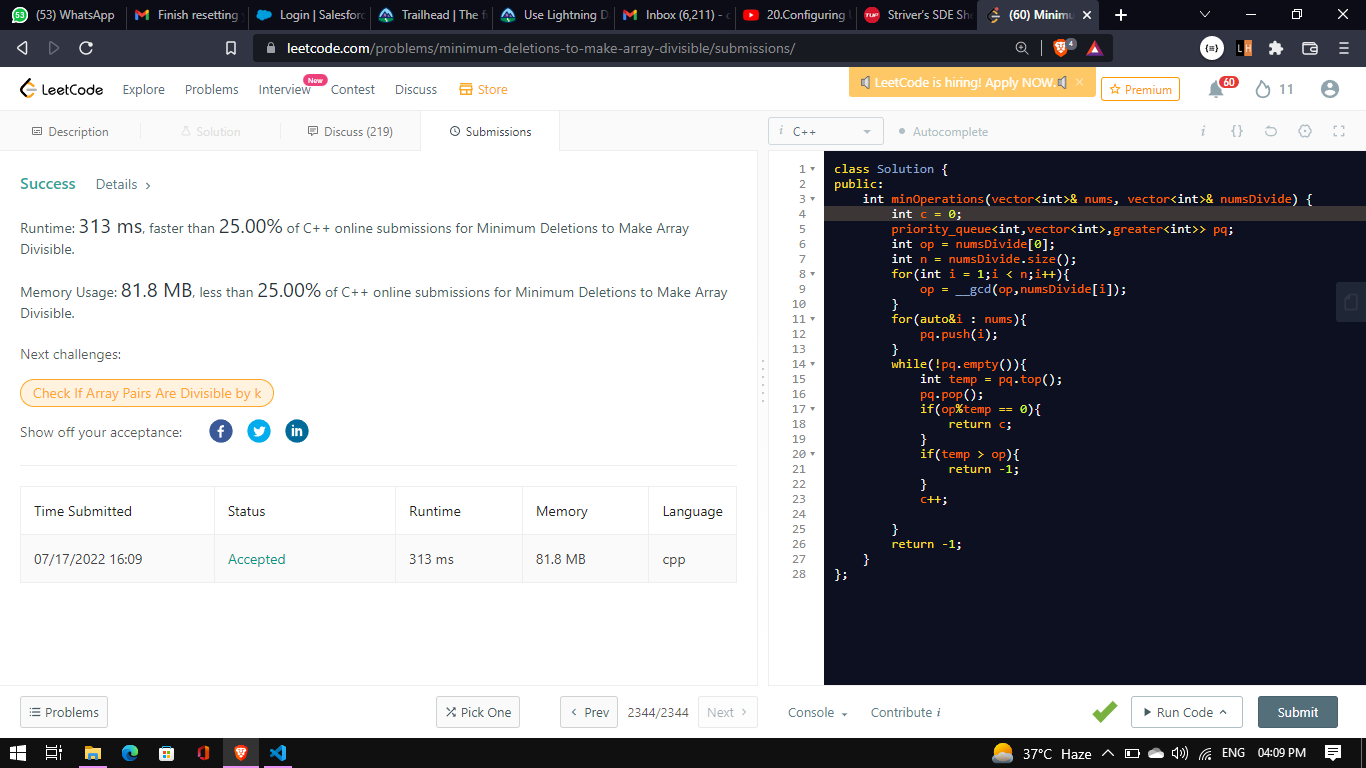 (53) WhatsApp
Finish resetting
Login | Salesforc
Trailhead | The f
Use Lightning D
Inbox (6,211) - c
20.Configuring
Striver's SDE Sh
(60) Minimu
leetcode.com/problems/minimum-deletions-to-make-array-divisible/submissions/
LeetCode
Explore
Problems
Interview
New
Contest
Discuss
Store
LeetCode is hiring! Apply NOW.
Premium
60
11
Description
Solution
Discuss (219)
Submissions
i C++
Autocomplete
Success
Details
Runtime: 313 ms, faster than 25.00% of C++ online submissions for Minimum Deletions to Make Array
Divisible.
Memory Usage: 81.8 MB, less than 25.00% of C++ online submissions for Minimum Deletions to Make Array
Divisible.
Next challenges:
Check If Array Pairs Are Divisible by k
Show off your acceptance:
Time Submitted Status Runtime Memory Language
07/17/2022 16:09 Accepted 313 ms 81.8 MB cpp
1 class Solution {
2 public:
3 int minOperations(vector<int>& nums, vector<int>& numsDivide) {
4 int c = 0;
5 priority_queue<int,vector<int>,greater<int>> pq;
6 int op = numsDivide[0];
7 int n = numsDivide.size();
8 for(int i = 1;i < n;i++){
9 op = __gcd(op,numsDivide[i]);
10 }
11 for(auto&i : nums){
12 pq.push(i);
13 }
14 while(!pq.empty()){
15 int temp = pq.top();
16 pq.pop();
17 if(op%temp == 0){
18 return c;
19 }
20 if(temp > op){
21 return -1;
22 }
23 c++;
24
25 }
26 return -1;
27 }
28 };
Problems
Pick One
Prev
2344/2344
Next
Console
Contribute i
Run Code
Submit
37°C Haze
ENG
04:09 PM